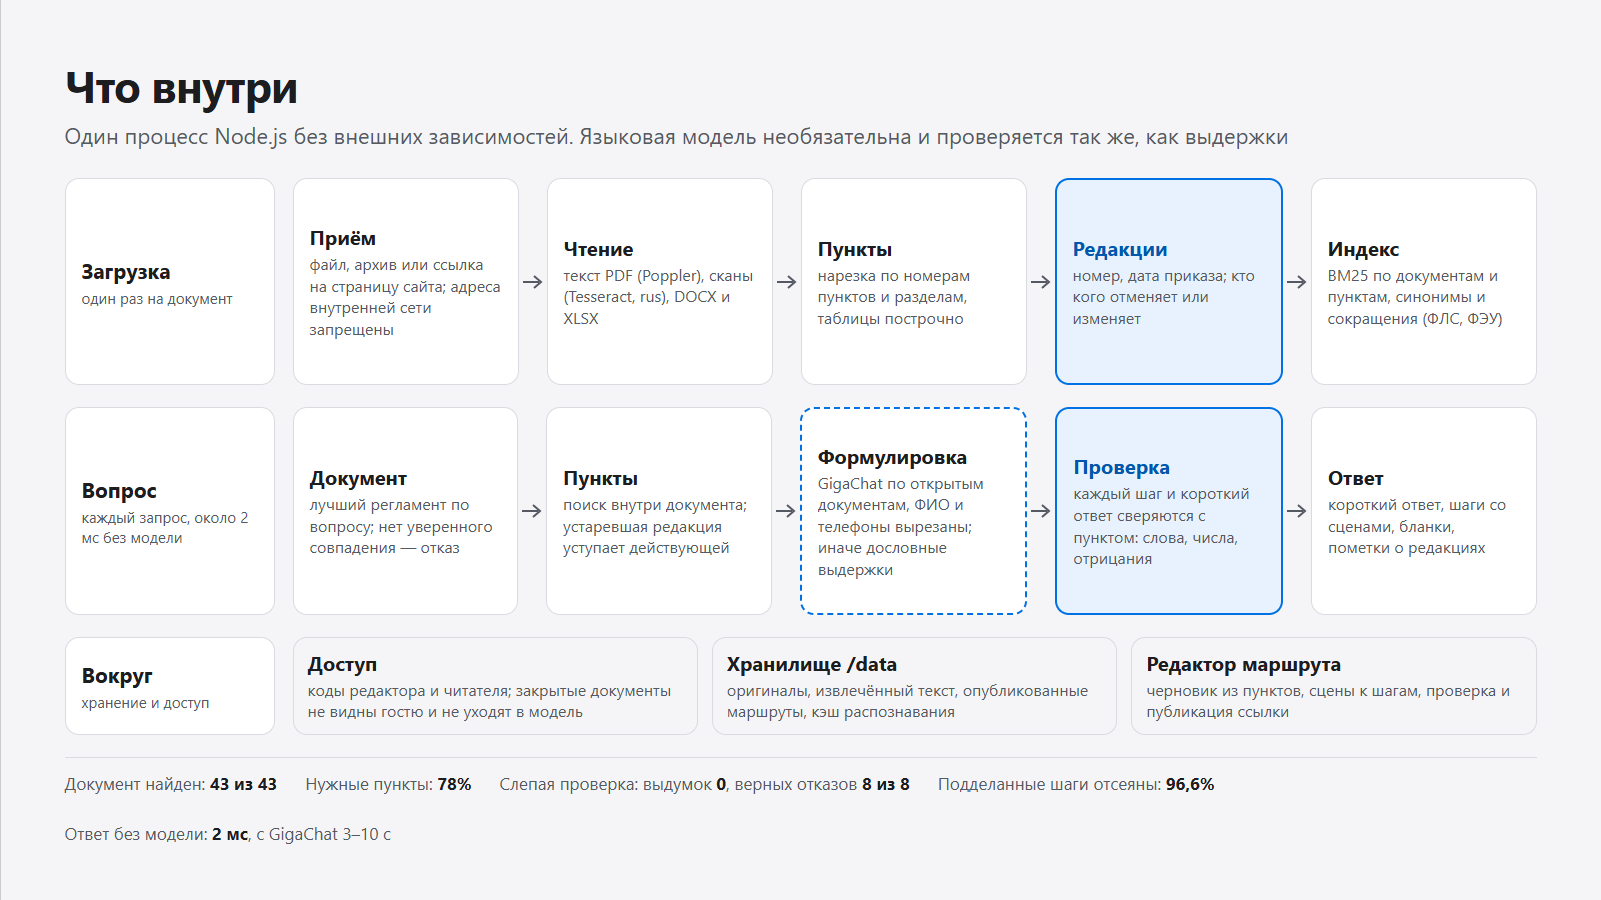 Что внутри
Один процесс Node.js без внешних зависимостей. Языковая модель необязательна и проверяется так же, как выдержки
Загрузка
один раз на документ
Приём
файл, архив или ссылка
на страницу сайта; адреса
внутренней сети
запрещены
→
Чтение
текст PDF (Poppler), сканы
(Tesseract, rus), DOCX и
XLSX
→
Пункты
нарезка по номерам
пунктов и разделам,
таблицы построчно
→
Редакции
номер, дата приказа; кто
кого отменяет или
изменяет
→
Индекс
BM25 по документам и
пунктам, синонимы и
сокращения (ФЛС, ФЭУ)
Вопрос
каждый запрос, около 2
мс без модели
Документ
лучший регламент по
вопросу; нет уверенного
совпадения — отказ
→
Пункты
поиск внутри документа;
устаревшая редакция
уступает действующей
→
Формулировка
GigaChat по открытым
документам, ФИО и
телефоны вырезаны;
иначе дословные
выдержки
→
Проверка
каждый шаг и короткий
ответ сверяются с
пунктом: слова, числа,
отрицания
→
Ответ
короткий ответ, шаги со
сценами, бланки,
пометки о редакциях
Вокруг
хранение и доступ
Доступ
коды редактора и читателя; закрытые документы
не видны гостю и не уходят в модель
Хранилище /data
оригиналы, извлечённый текст, опубликованные
маршруты, кэш распознавания
Редактор маршрута
черновик из пунктов, сцены к шагам, проверка и
публикация ссылки
Документ найден: 43 из 43 Нужные пункты: 78% Слепая проверка: выдумок 0, верных отказов 8 из 8 Подделанные шаги отсеяны: 96,6%
Ответ без модели: 2 мс, с GigaChat 3–10 с